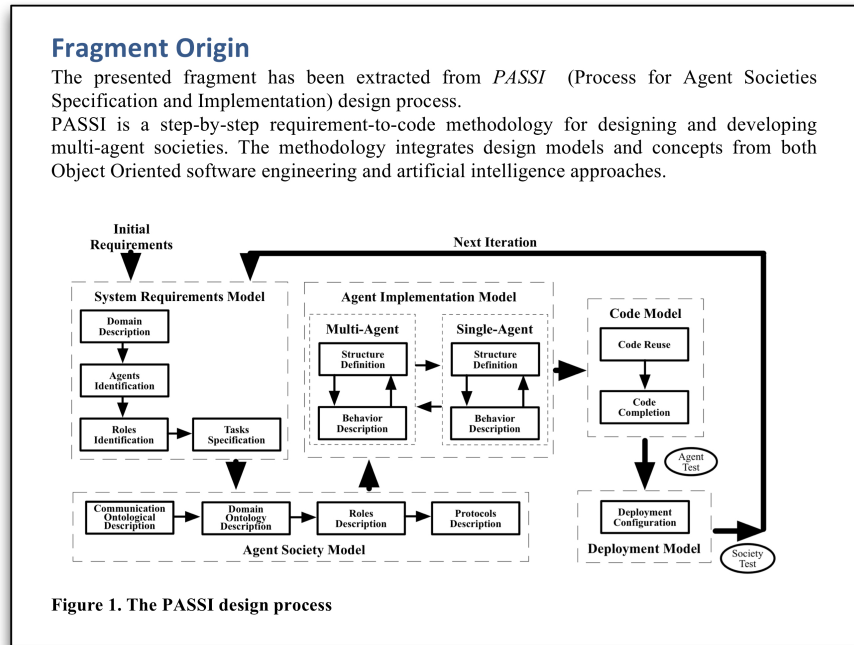 Fragment Origin
The presented fragment has been extracted from PASSI (Process for Agent Societies
Specification and Implementation) design process.
PASSI is a step-by-step requirement-to-code methodology for designing and developing
multi-agent societies. The methodology integrates design models and concepts from both
Object Oriented software engineering and artificial intelligence approaches.
Initial
Requirements
Next Iteration
System Requirements Model
Domain
Description
Agents
Identification
Roles
Identification
Tasks
Specification
Agent Implementation Model
Multi-Agent
Structure
Definition
Behavior
Description
Single-Agent
Structure
Definition
Behavior
Description
Code Model
Code Reuse
Code
Completion
Agent
Test
Communication
Ontological
Description
Domain
Ontology
Description
Roles
Description
Protocols
Description
Agent Society Model
Deployment
Configuration
Deployment Model
Society
Test
Figure 1. The PASSI design process